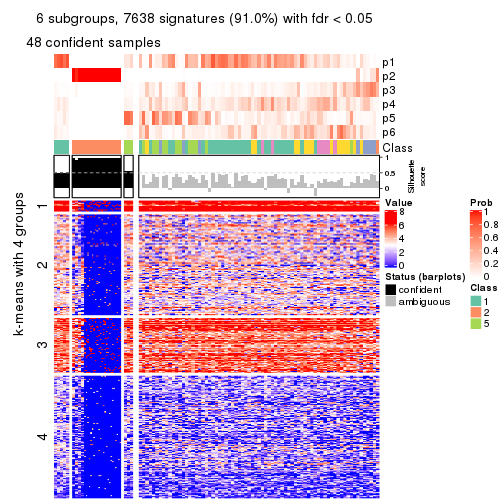 6 subgroups, 7638 signatures (91.0%) with fdr < 0.05
48 confident samples
p1
p2
p3
p4
p5
p6
Class
1
0.5
0
Silhouette
score
k-means with 4 groups
1
2
3
4
Value
8
6
4
2
0
Status (barplots)
confident
ambiguous
Prob
1
0.8
0.6
0.4
0.2
0
Class
1
2
5